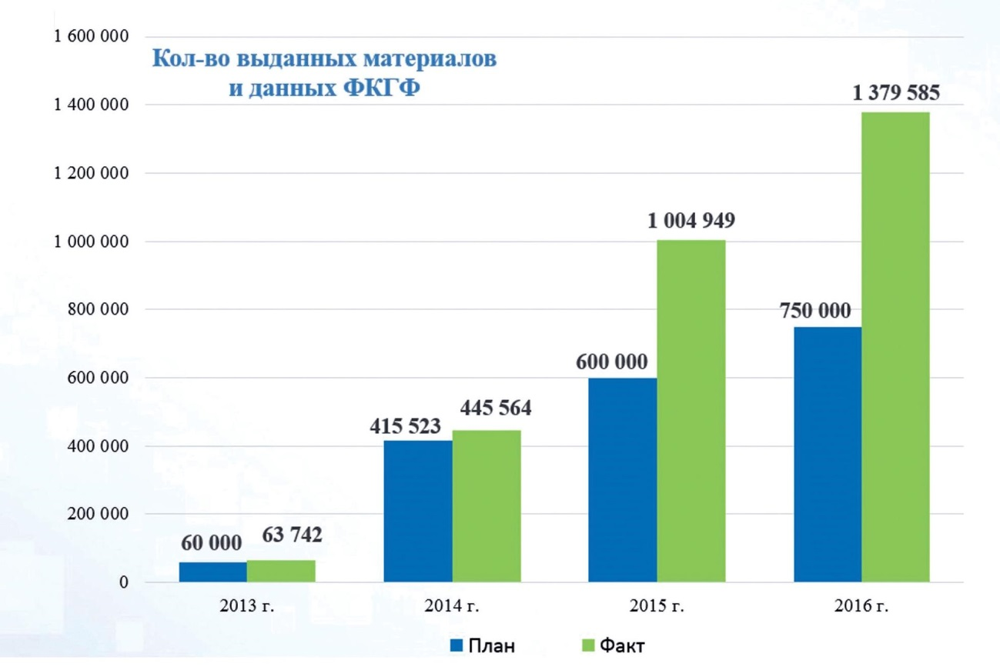 Кол-во выданных материалов
и данных ФКГФ
1 600 000
1 400 000
1 200 000
1 000 000
800 000
600 000
400 000
200 000
0
60 000
63 742
415 523
445 564
600 000
1 004 949
750 000
1 379 585
2013 г.
2014 г.
2015 г.
2016 г.
План
Факт